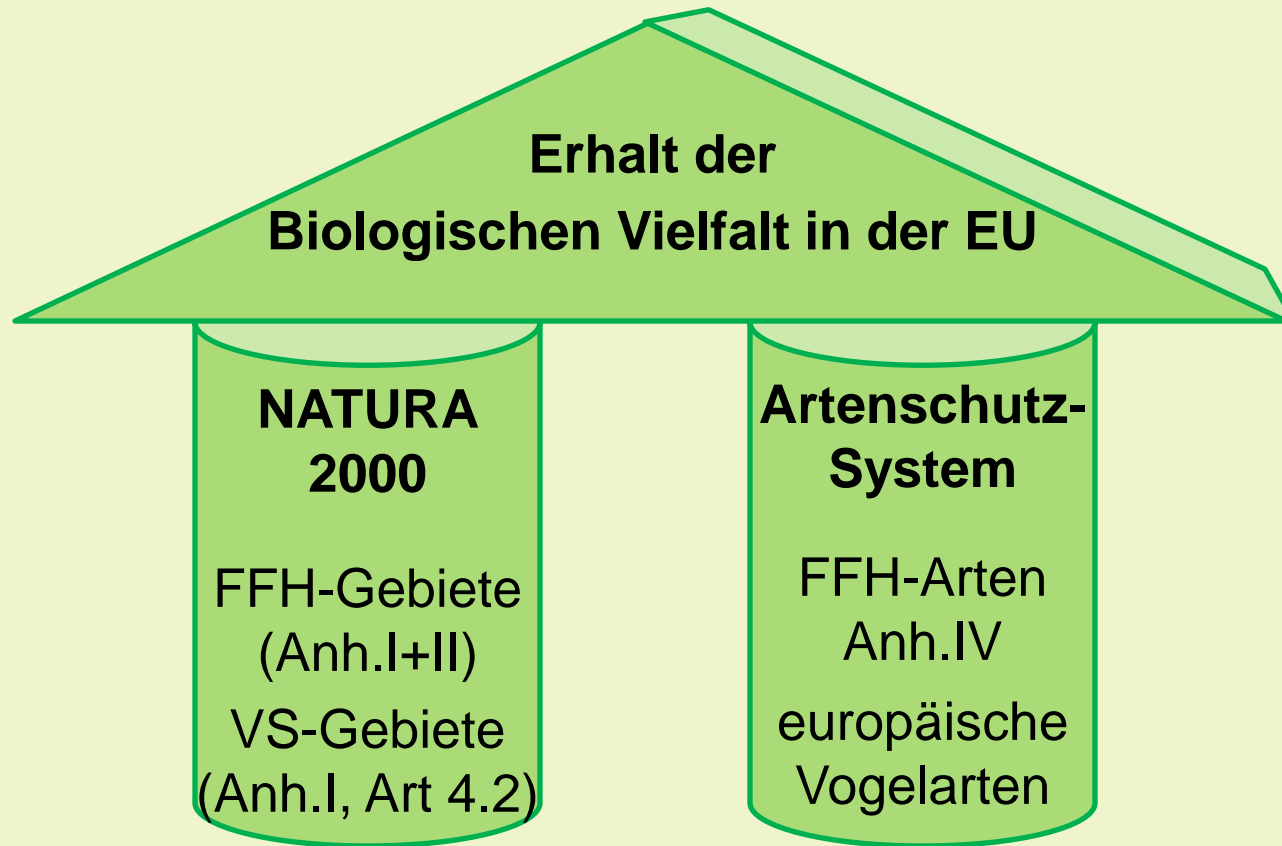 Erhalt der
Biologischen Vielfalt in der EU
NATURA
2000
FFH-Gebiete
(Anh.I+II)
VS-Gebiete
(Anh.I, Art 4.2)
Artenschutz-
System
FFH-Arten
Anh.IV
europäische
Vogelarten